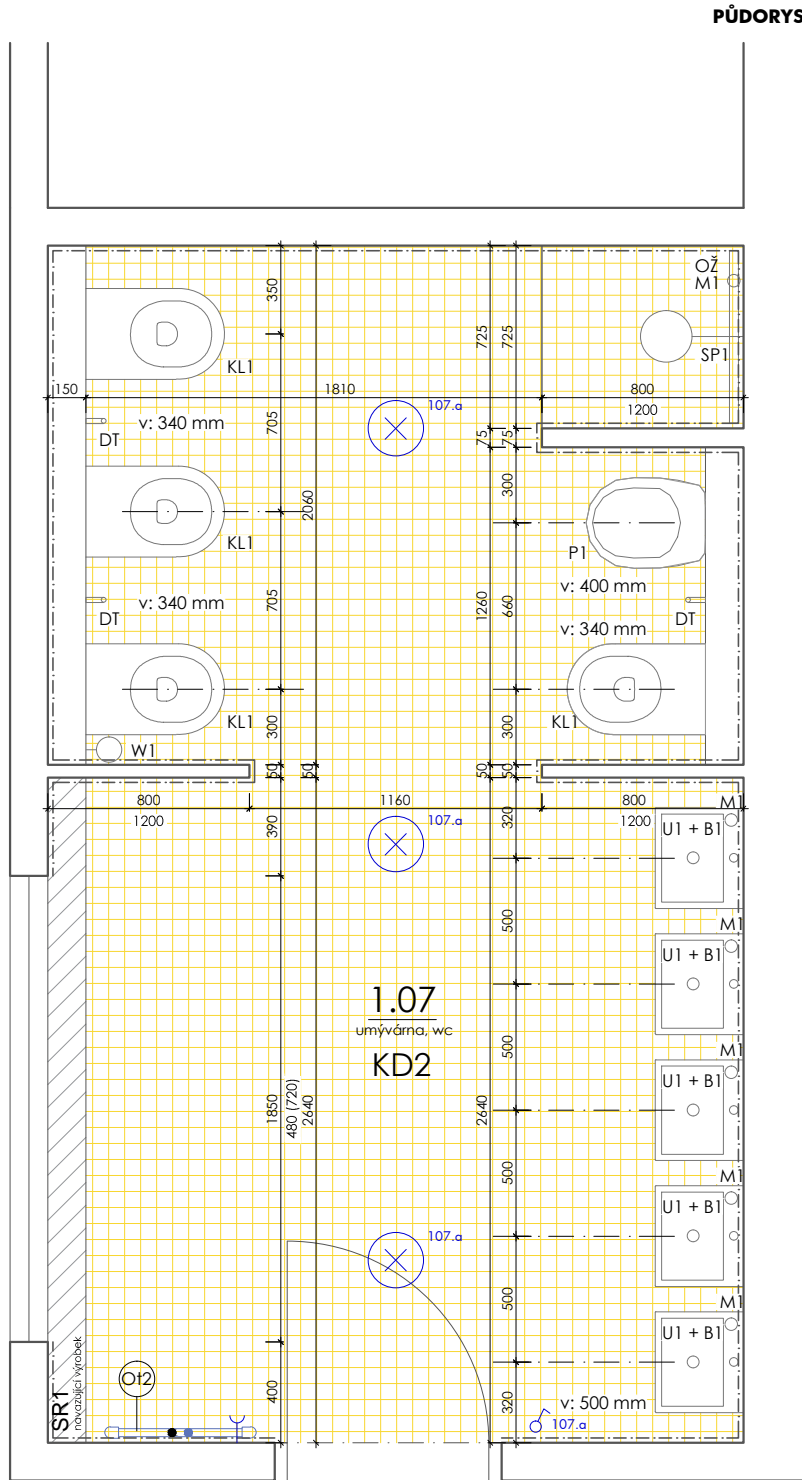 PŮDORYS
OŽ
M1
350
725
725
SP1
KL1
150
1810
800
1200
107.a
705
v: 340 mm
DT
75
75
300
2060
KL1
P1
v: 400 mm
v: 340 mm
DT
705
1260
660
DT
v: 340 mm
KL1
300
KL1
300
W1
50
50
50
50
800
1200
1160
800
1200
390
107.a
320
M1
U1 + B1
500
M1
U1 + B1
1.07
umývárna, wc
KD2
500
M1
U1 + B1
1850
480 (720)
2640
2640
500
M1
U1 + B1
107.a
500
M1
U1 + B1
SR1
navazující výrobek
Ot2
400
320
v: 500 mm
107.a